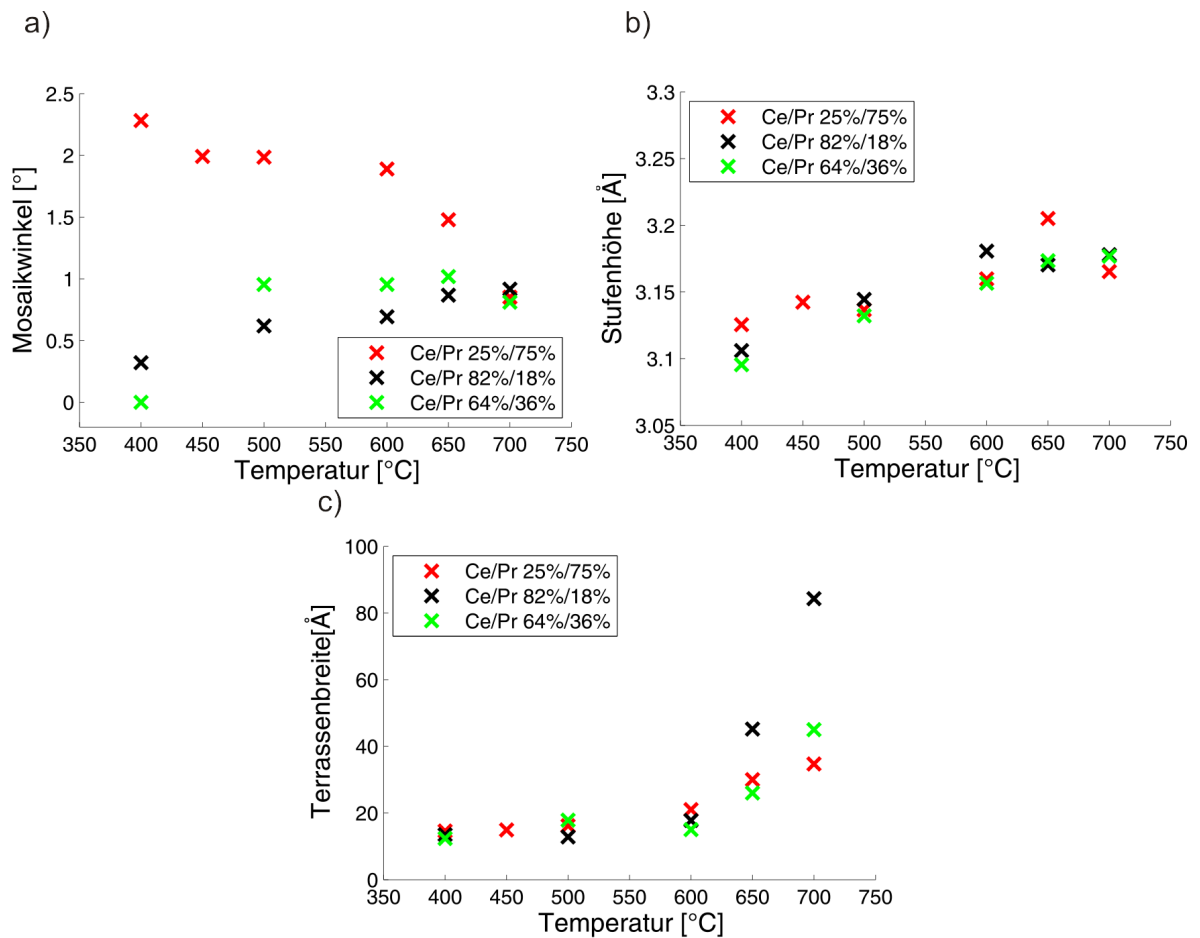 a)
2.5
2
1.5
1
0.5
0
Mosaikwinkel [°]
Ce/Pr 25%/75%
Ce/Pr 82%/18%
Ce/Pr 64%/36%
350 400 450 500 550 600 650 700 750
Temperatur [°C]
b)
3.3
3.25
3.2
3.15
3.1
3.05
Stufenhöhe [Å]
Ce/Pr 25%/75%
Ce/Pr 82%/18%
Ce/Pr 64%/36%
350 400 450 500 550 600 650 700 750
Temperatur [°C]
c)
100
80
60
40
20
0
Terrassenbreite[Å]
Ce/Pr 25%/75%
Ce/Pr 82%/18%
Ce/Pr 64%/36%
350 400 450 500 550 600 650 700 750
Temperatur [°C]